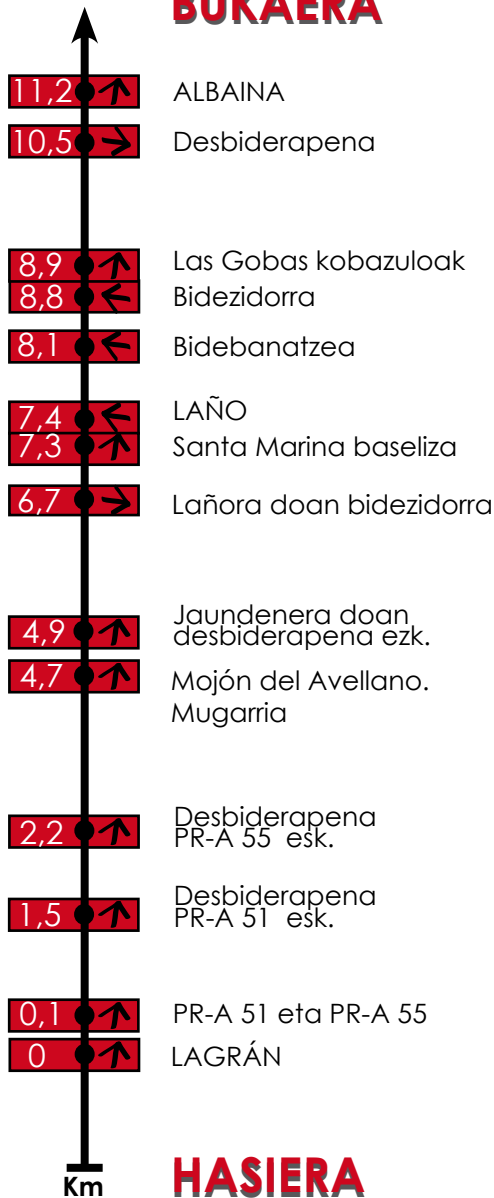 BUKAERA
11,2 ALBAINA
10,5 Desbiderapena
8,9 Las Gobas kobazuloak
8,8 Bidezidorra
8,1 Bidebanatzea
7,4 LAÑO
7,3 Santa Marina baseliza
6,7 Lañora doan bidezidorra
4,9 Jaundenera doan
desbiderapena ezk.
4,7 Mojón del Avellano.
Mugarria
2,2 Desbiderapena
PR-A 55 esk.
1,5 Desbiderapena
PR-A 51 esk.
0,1 PR-A 51 eta PR-A 55
0 LAGRÁN
Km HASIERA